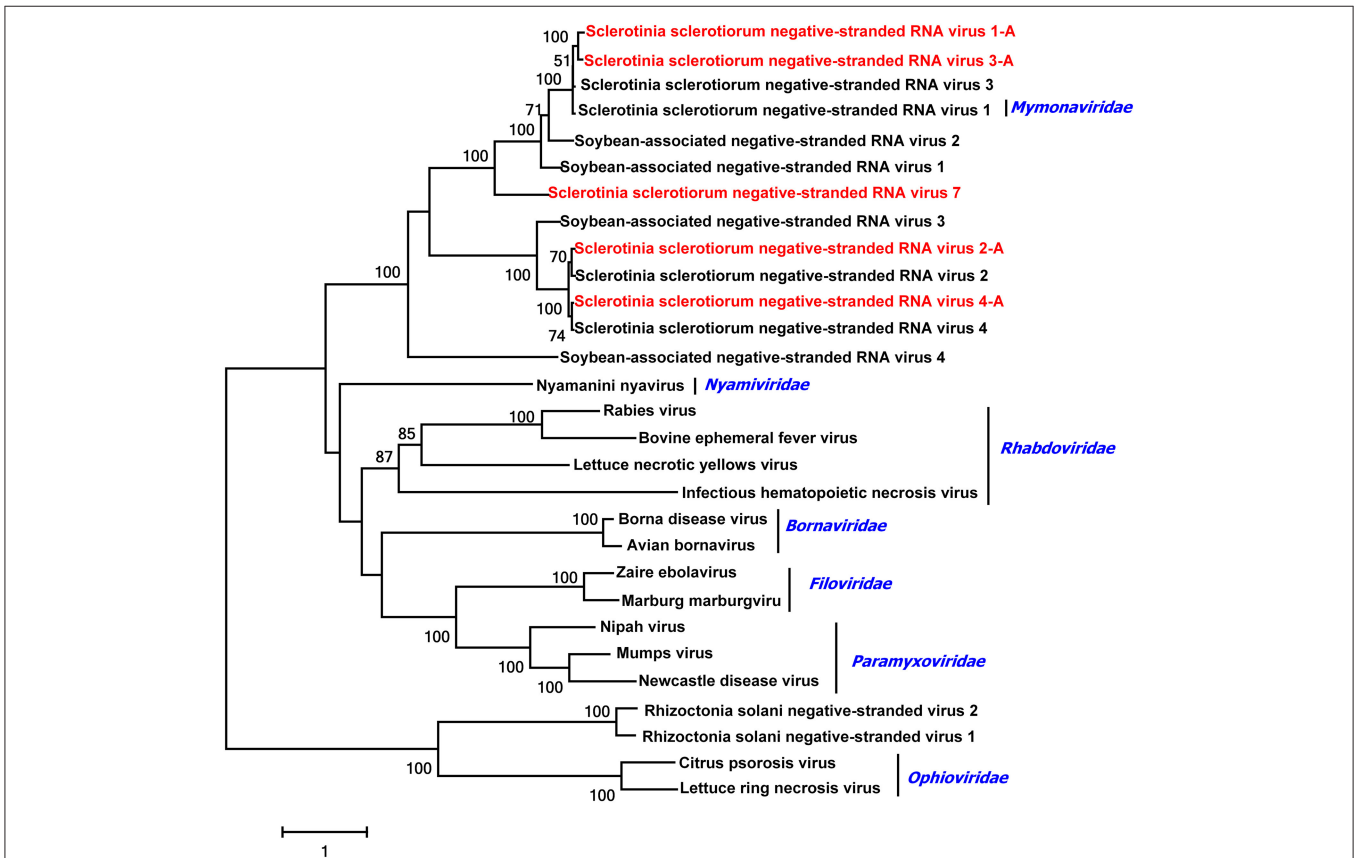 100
Sclerotinia sclerotiorum negative-stranded RNA virus 1-A
51
Sclerotinia sclerotiorum negative-stranded RNA virus 3-A
100
Sclerotinia sclerotiorum negative-stranded RNA virus 3
71
Sclerotinia sclerotiorum negative-stranded RNA virus 1
Mymonaviridae
100
Soybean-associated negative-stranded RNA virus 2
100
Soybean-associated negative-stranded RNA virus 1
Sclerotinia sclerotiorum negative-stranded RNA virus 7
Soybean-associated negative-stranded RNA virus 3
70
Sclerotinia sclerotiorum negative-stranded RNA virus 2-A
100
100
Sclerotinia sclerotiorum negative-stranded RNA virus 2
100
Sclerotinia sclerotiorum negative-stranded RNA virus 4-A
74
Sclerotinia sclerotiorum negative-stranded RNA virus 4
Soybean-associated negative-stranded RNA virus 4
Nyamanini nyavirus
Nyamiviridae
100
Rabies virus
85
Bovine ephemeral fever virus
Rhabdoviridae
87
Lettuce necrotic yellows virus
Infectious hematopoietic necrosis virus
100
Borna disease virus
Bornaviridae
Avian bornavirus
100
Zaire ebolavirus
Filoviridae
Marburg marburgviru
100
Nipah virus
100
Mumps virus
Paramyxoviridae
100
Newcastle disease virus
100
Rhizoctonia solani negative-stranded virus 2
Rhizoctonia solani negative-stranded virus 1
100
Citrus psorosis virus
Ophioviridae
100
Lettuce ring necrosis virus
1